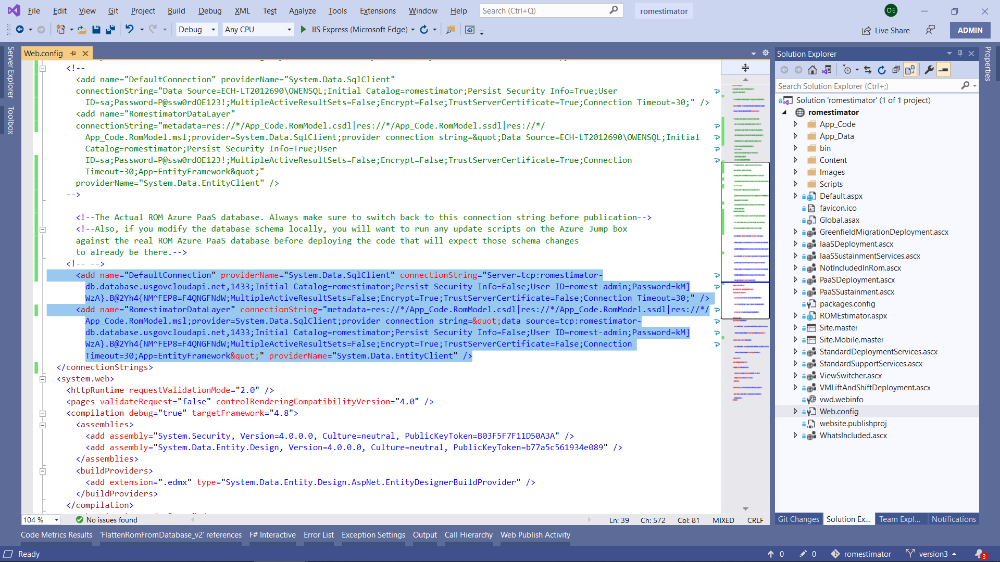 File Edit View Git Project Build Debug XML Test Analyze Tools Extensions Window Help Search (Ctrl+Q) romestimator OE
Debug Any CPU IIS Express (Microsoft Edge) Live Share ADMIN
Server Explorer
Toolbox
Web.config
<!--
<add name="DefaultConnection" providerName="System.Data.SqlClient"
connectionString="Data Source=ECH-LT2012690\OWENSQL;Initial Catalog=romestimator;Persist Security Info=True;User
ID=sa;Password=P@ssw0rdOE123!;MultipleActiveResultSets=False;Encrypt=False;TrustServerCertificate=True;Connection Timeout=30;" />
<add name="RomestimatorDataLayer"
connectionString="metadata=res://*/App_Code.RomModel.csdl|res://*/App_Code.RomModel.ssdl|res://*/
App_Code.RomModel.msl;provider=System.Data.SqlClient;provider connection string=&quot;Data Source=ECH-LT2012690\OWENSQL;Initial
Catalog=romestimator;Persist Security Info=True;User
ID=sa;Password=P@ssw0rdOE123!;MultipleActiveResultSets=False;Encrypt=False;TrustServerCertificate=True;Connection
Timeout=30;App=EntityFramework&quot;"
providerName="System.Data.EntityClient" />
-->
<!--The Actual ROM Azure PaaS database. Always make sure to switch back to this connection string before publication-->
<!--Also, if you modify the database schema locally, you will want to run any update scripts on the Azure Jump box
against the real ROM Azure PaaS database before deploying the code that will expect those schema changes
to already be there.-->
<!-- -->
<add name="DefaultConnection" providerName="System.Data.SqlClient" connectionString="Server=tcp:romestimator-
db.database.usgovcloudapi.net,1433;Initial Catalog=romestimator;Persist Security Info=False;User ID=romest-admin;Password=kM]
WzA}.B@2Yh4{NM^FEP8=F4QNGFNdW;MultipleActiveResultSets=False;Encrypt=True;TrustServerCertificate=False;Connection Timeout=30;" />
<add name="RomestimatorDataLayer" connectionString="metadata=res://*/App_Code.RomModel.csdl|res://*/App_Code.RomModel.ssdl|res://*/
App_Code.RomModel.msl;provider=System.Data.SqlClient;provider connection string=&quot;data source=tcp:romestimator-
db.database.usgovcloudapi.net,1433;Initial Catalog=romestimator;Persist Security Info=False;User ID=romest-admin;Password=kM]
WzA}.B@2Yh4{NM^FEP8=F4QNGFNdW;MultipleActiveResultSets=False;Encrypt=True;TrustServerCertificate=False;Connection
Timeout=30;App=EntityFramework&quot;" providerName="System.Data.EntityClient" />
</connectionStrings>
<system.web>
<httpRuntime requestValidationMode="2.0" />
<pages validateRequest="false" controlRenderingCompatibilityVersion="4.0" />
<compilation debug="true" targetFramework="4.8">
<assemblies>
<add assembly="System.Security, Version=4.0.0.0, Culture=neutral, PublicKeyToken=B03F5F7F11D50A3A" />
<add assembly="System.Data.Entity.Design, Version=4.0.0.0, Culture=neutral, PublicKeyToken=b77a5c561934e089" />
</assemblies>
<buildProviders>
<add extension=".edmx" type="System.Data.Entity.Design.AspNet.EntityDesignerBuildProvider" />
</buildProviders>
</compilation>
104 % No issues found Ln: 39 Ch: 572 Col: 81 MIXED CRLF
Solution Explorer
Search Solution Explorer (Ctrl+;)
Solution 'romestimator' (1 of 1 project)
romestimator
App_Code
App_Data
bin
Content
Images
Scripts
Default.aspx
favicon.ico
Global.asax
GreenfieldMigrationDeployment.ascx
IaaSDeployment.ascx
IaaSSustainmentServices.ascx
NotIncludedInRom.ascx
PaaSDeployment.ascx
PaaSSustainment.ascx
packages.config
ROMEstimator.aspx
Site.master
Site.Mobile.master
StandardDeploymentServices.ascx
StandardSupportServices.ascx
ViewSwitcher.ascx
VMLiftAndShiftDeployment.ascx
vwd.webinfo
Web.config
website.publishproj
WhatsIncluded.ascx
Git Changes Solution Ex... Team Expl... Notifications
Properties
Code Metrics Results 'FlattenRomFromDatabase_v2' references F# Interactive Error List Exception Settings Output Call Hierarchy Web Publish Activity
Ready 0 0 romestimator version3 3